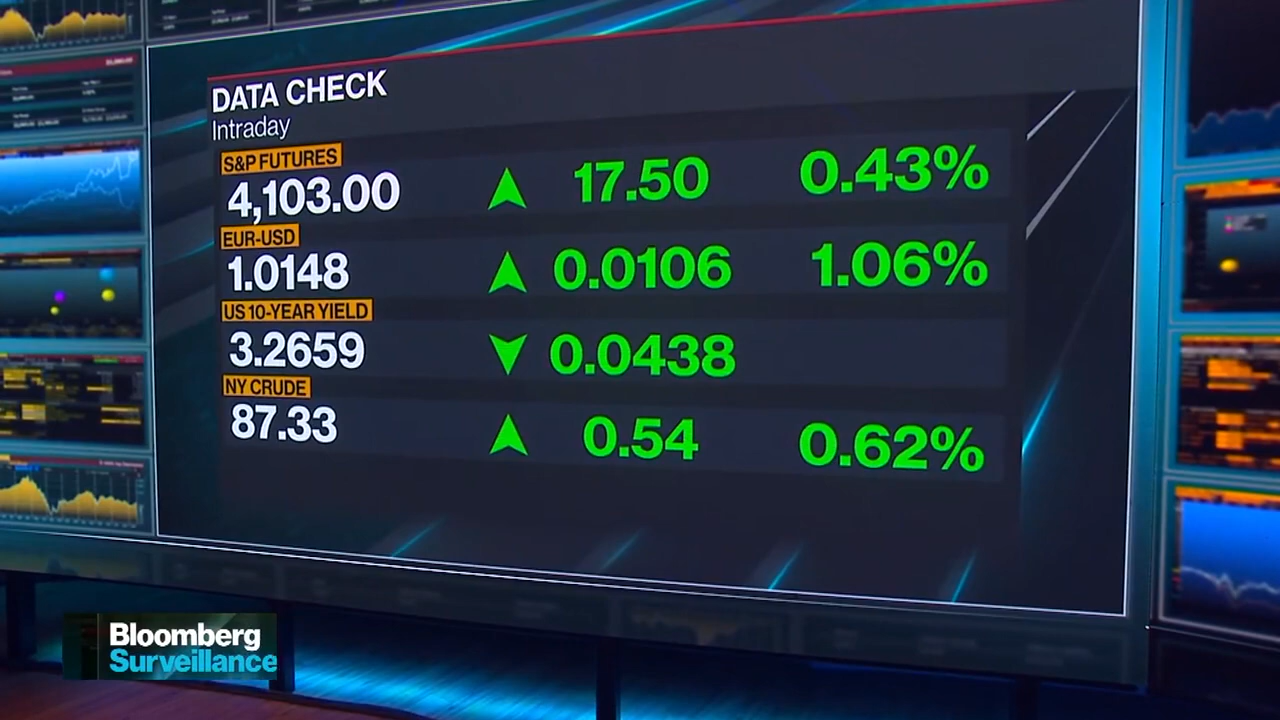 DATA CHECK
Intraday
S&P FUTURES
4,103.00 ▲ 17.50 0.43%
EUR-USD
1.0148 ▲ 0.0106 1.06%
US 10-YEAR YIELD
3.2659 ▼ 0.0438
NY CRUDE
87.33 ▲ 0.54 0.62%
Bloomberg
Surveillance